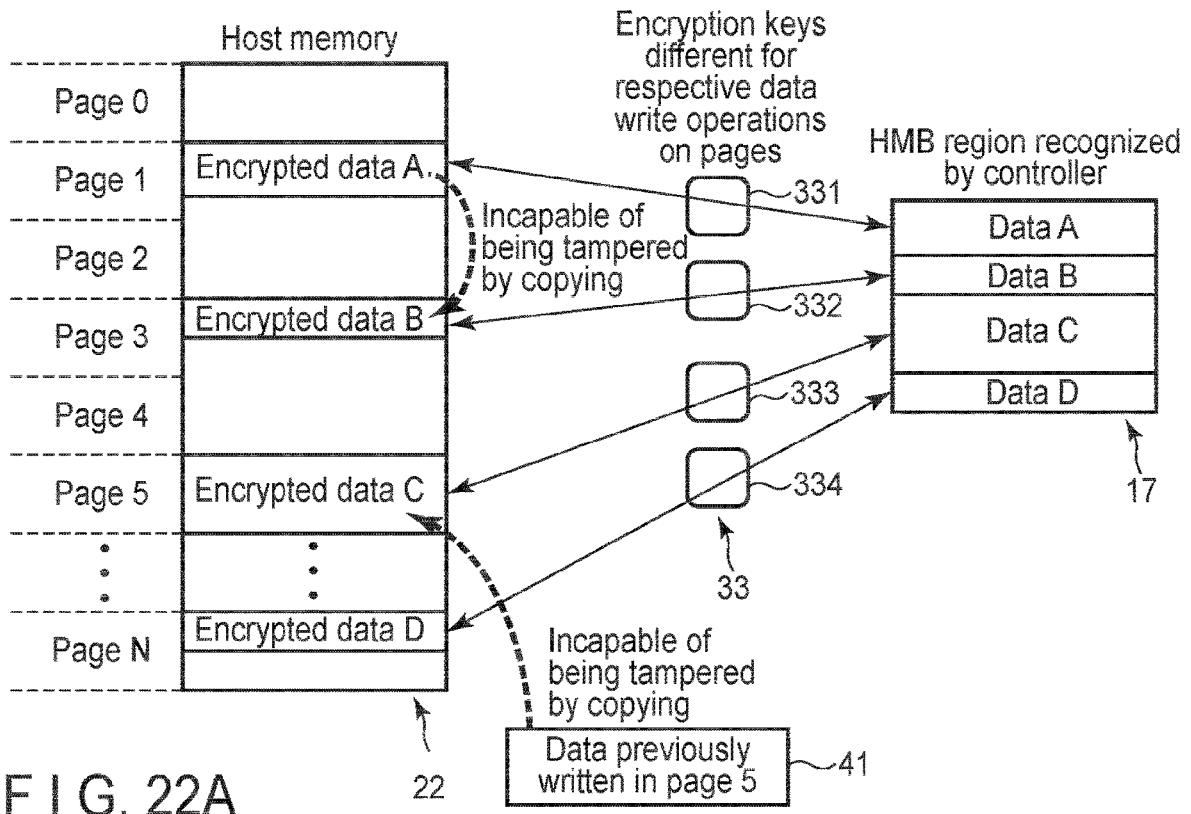 Host memory
Page 0
Page 1
Page 2
Page 3
Page 4
Page 5
Page N
Encrypted data A
Encrypted data B
Encrypted data C
Encrypted data D
22
Incapable of
being tampered
by copying
Encryption keys
different for
respective data
write operations
on pages
331
332
333
334
33
HMB region recognized
by controller
Data A
Data B
Data C
Data D
17
Incapable of
being tampered
by copying
Data previously
written in page 5
41
FIG. 22A